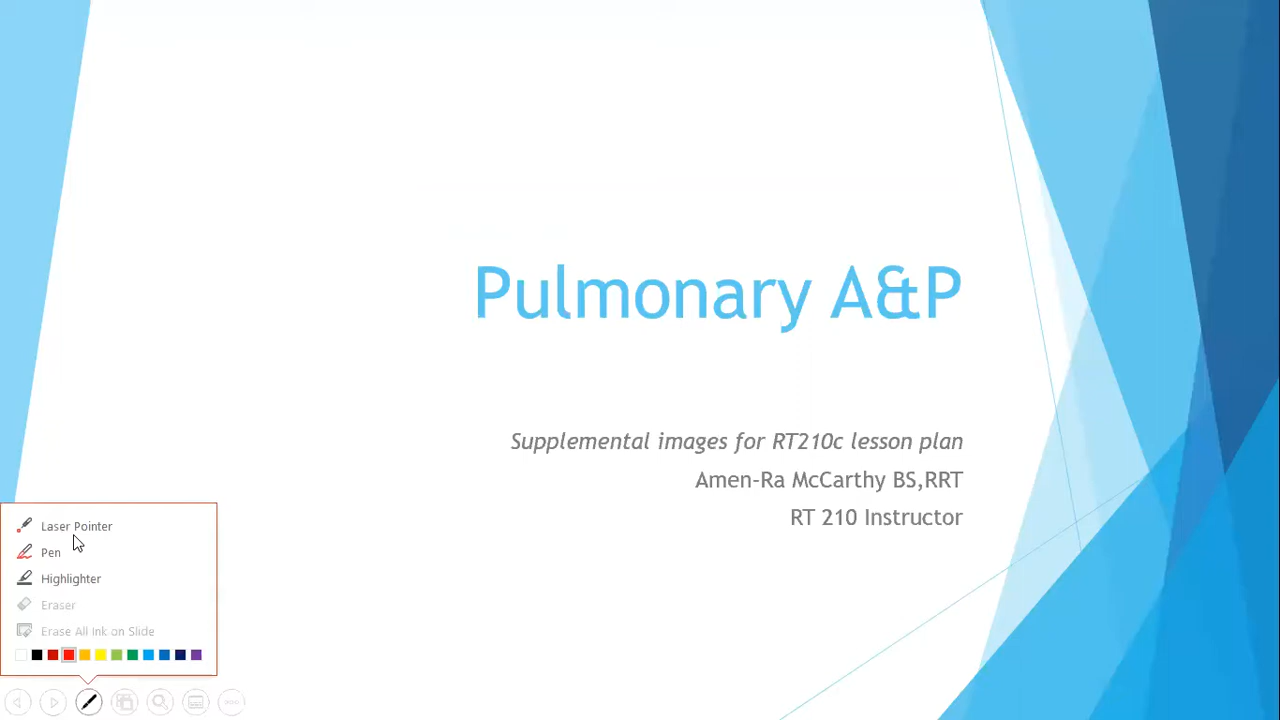 Pulmonary A&P
Supplemental images for RT210c lesson plan
Amen-Ra McCarthy BS,RRT
RT 210 Instructor
Laser Pointer
Pen
Highlighter
Eraser
Erase All Ink on Slide